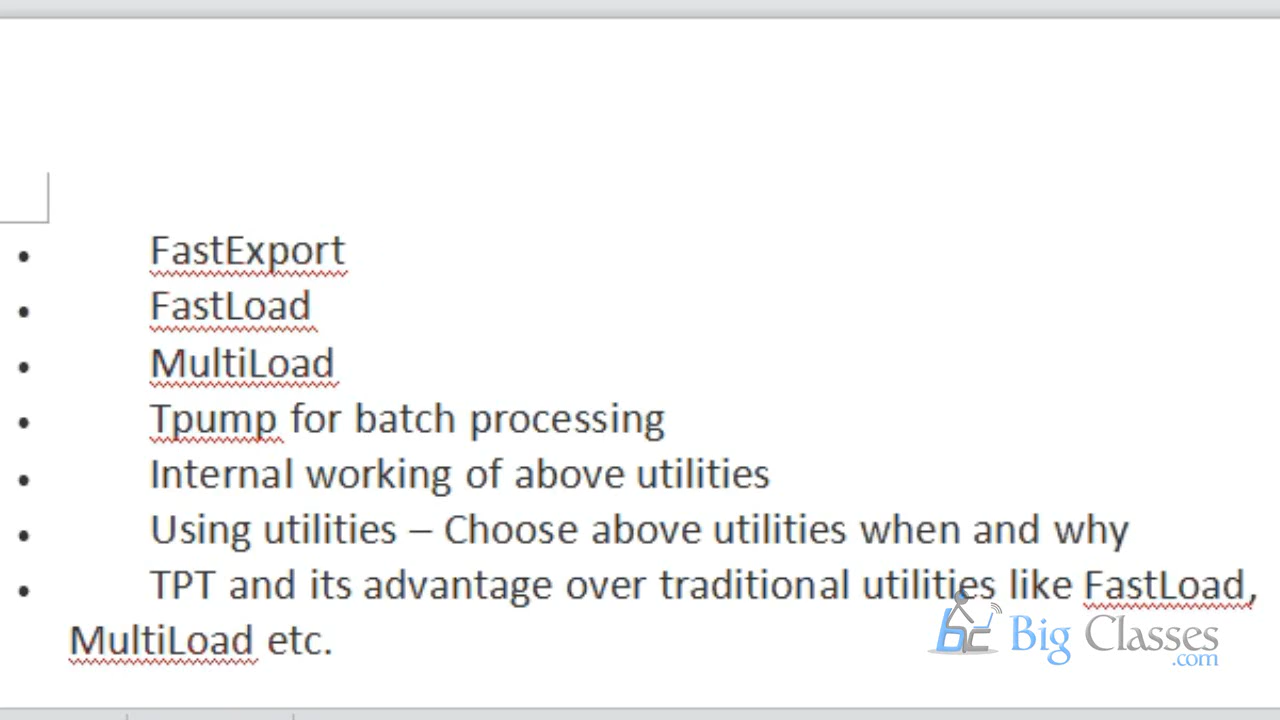 • FastExport
• FastLoad
• MultiLoad
• Tpump for batch processing
• Internal working of above utilities
• Using utilities – Choose above utilities when and why
• TPT and its advantage over traditional utilities like FastLoad,
MultiLoad etc.
bc Big Classes
.com